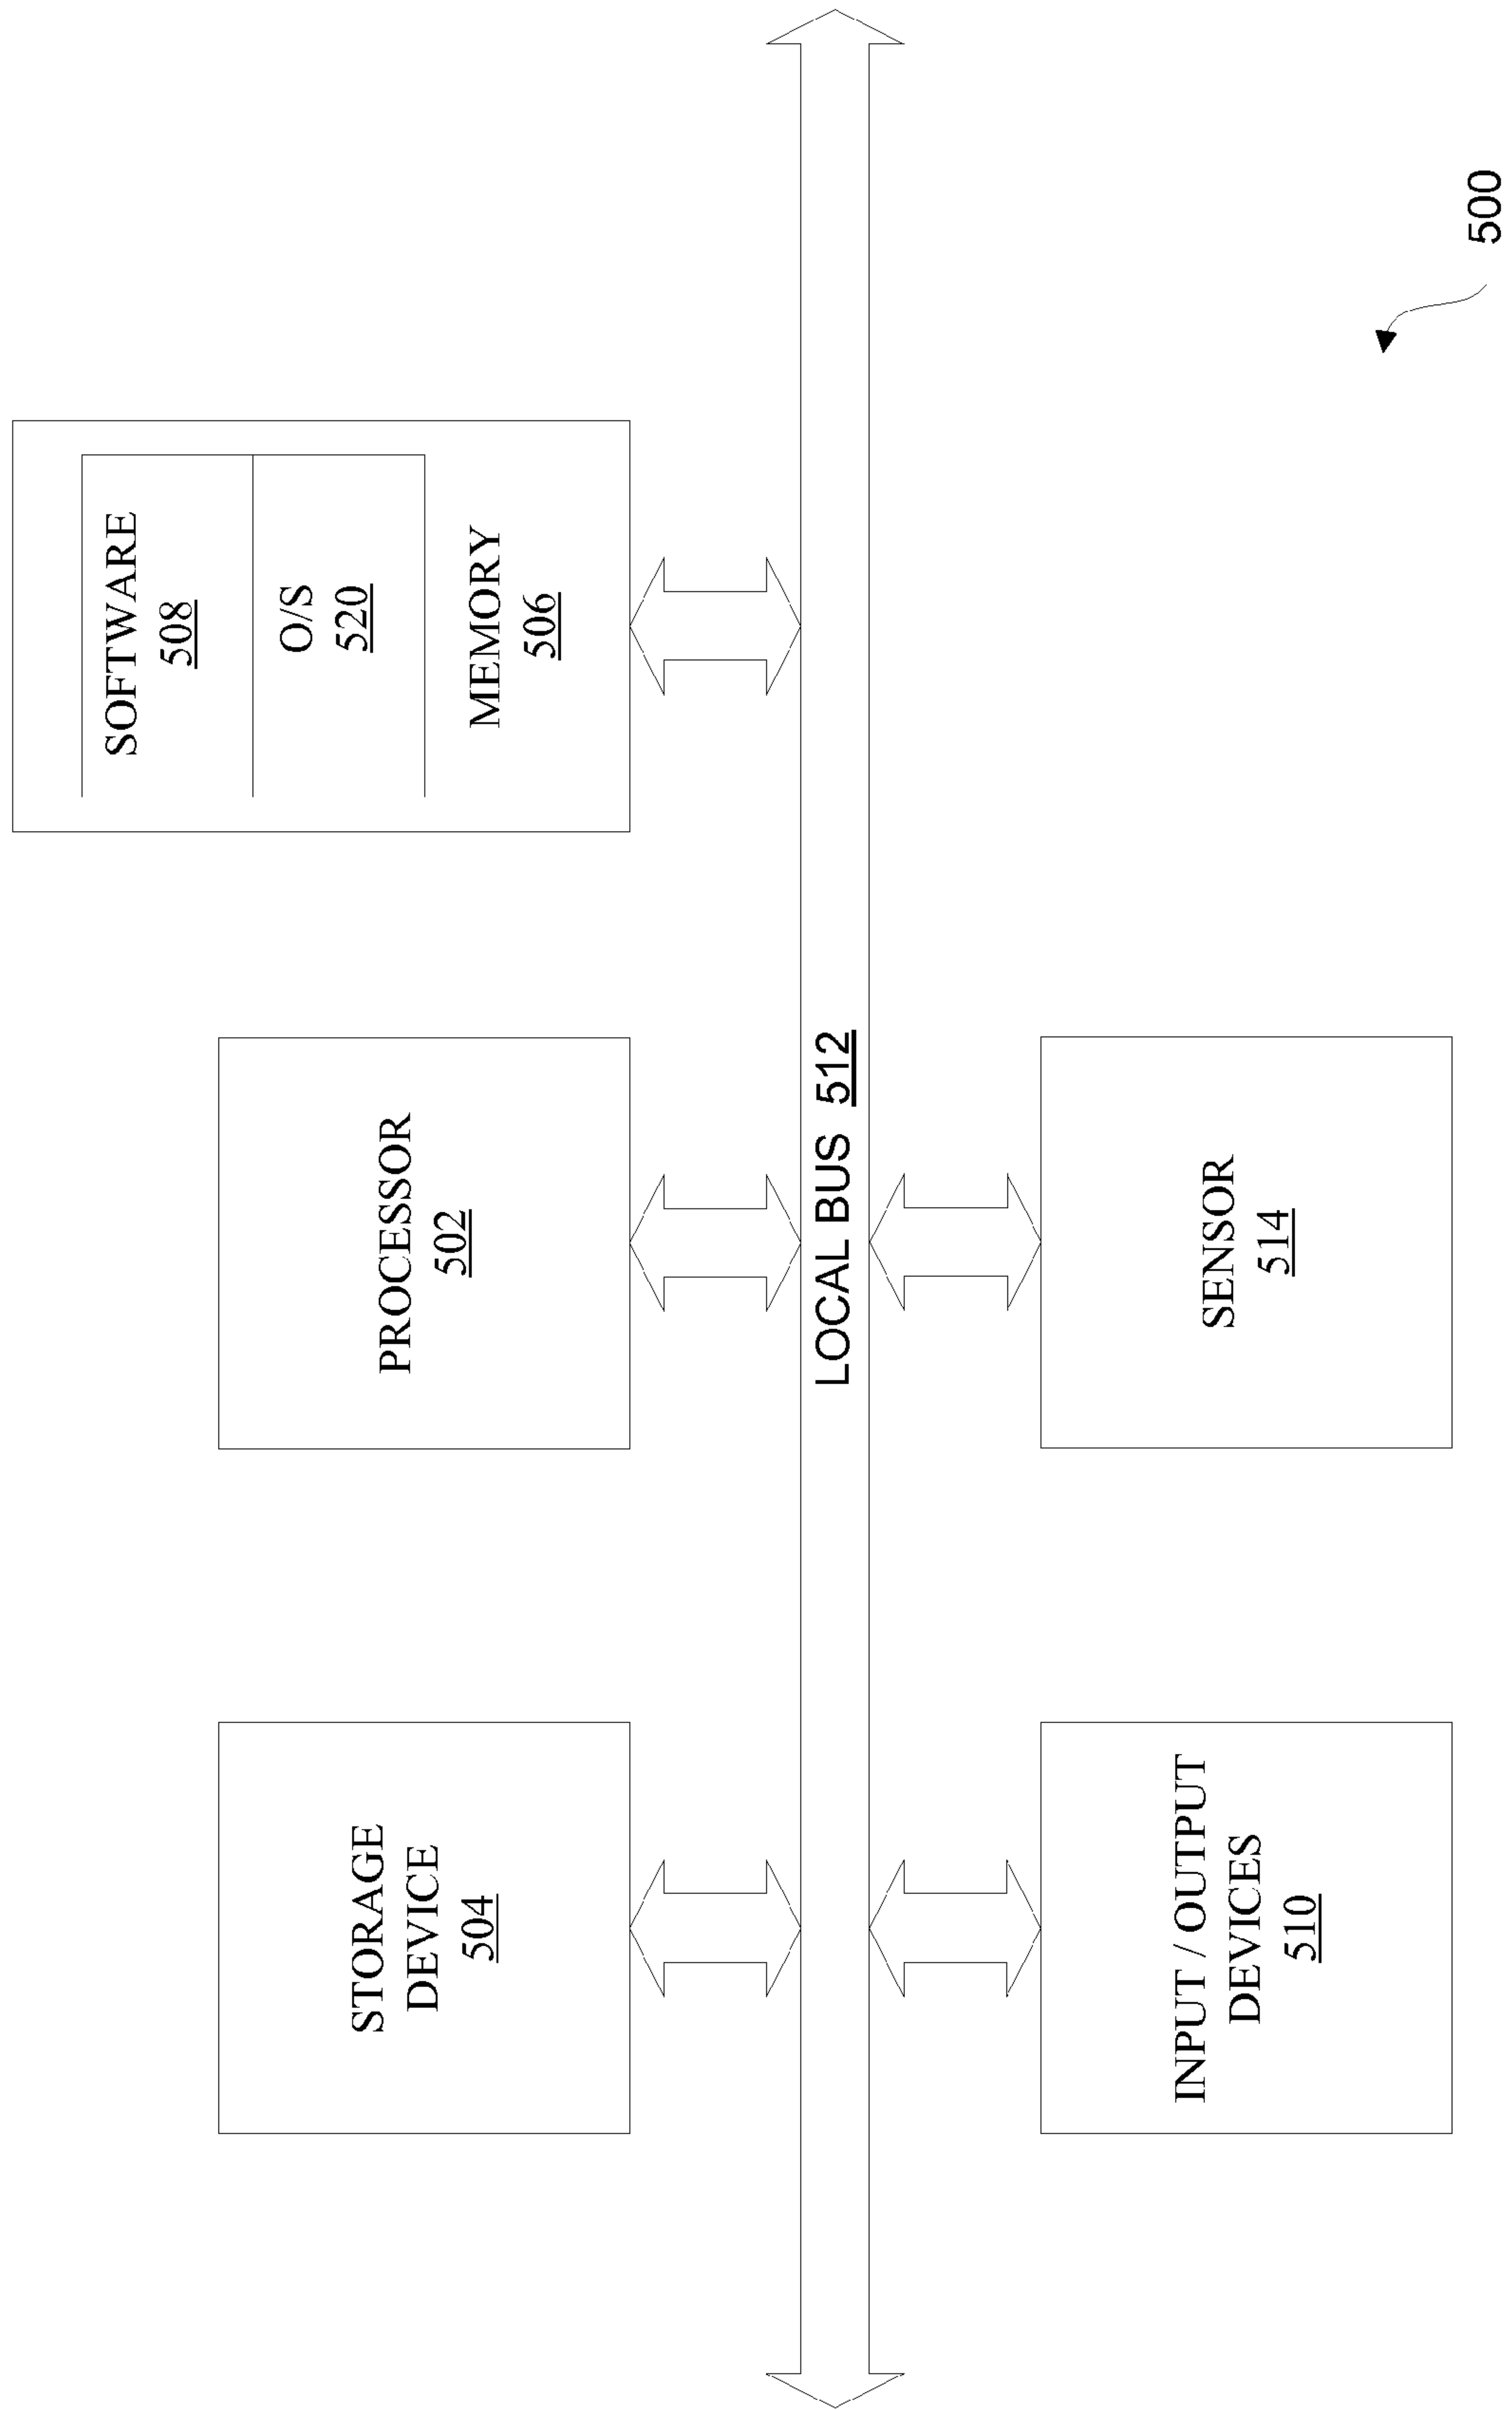 STORAGE
DEVICE
504
PROCESSOR
502
SOFTWARE
508
O/S
520
MEMORY
506
LOCAL BUS 512
INPUT / OUTPUT
DEVICES
510
SENSOR
514
500